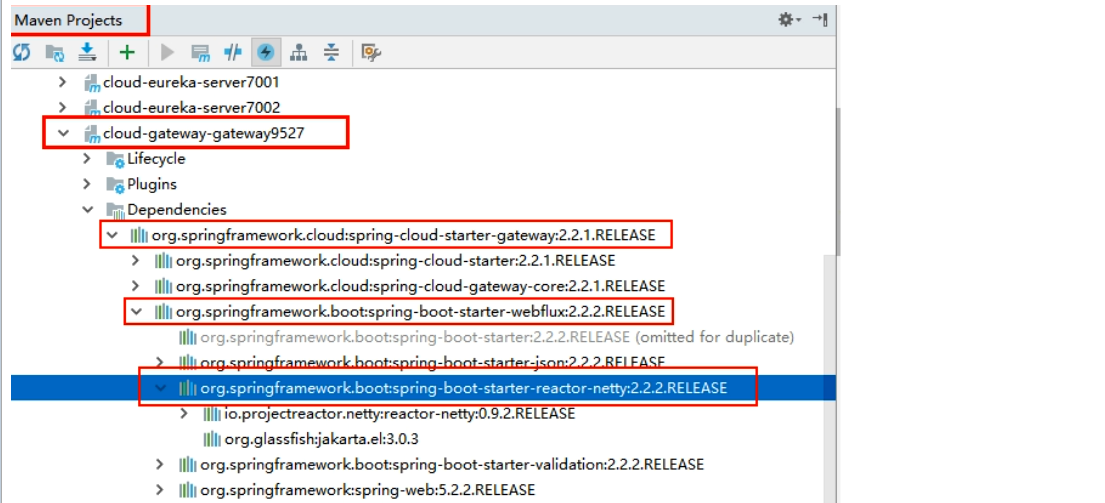 Maven Projects
cloud-eureka-server7001
cloud-eureka-server7002
cloud-gateway-gateway9527
Lifecycle
Plugins
Dependencies
org.springframework.cloud:spring-cloud-starter-gateway:2.2.1.RELEASE
org.springframework.cloud:spring-cloud-starter:2.2.1.RELEASE
org.springframework.cloud:spring-cloud-gateway-core:2.2.1.RELEASE
org.springframework.boot:spring-boot-starter-webflux:2.2.2.RELEASE
org.springframework.boot:spring-boot-starter:2.2.2.RELEASE (omitted for duplicate)
org.springframework.boot:spring-boot-starter-json:2.2.2.RELEASE
org.springframework.boot:spring-boot-starter-reactor-netty:2.2.2.RELEASE
io.projectreactor.netty:reactor-netty:0.9.2.RELEASE
org.glassfish:jakarta.el:3.0.3
org.springframework.boot:spring-boot-starter-validation:2.2.2.RELEASE
org.springframework:spring-web:5.2.2.RELEASE